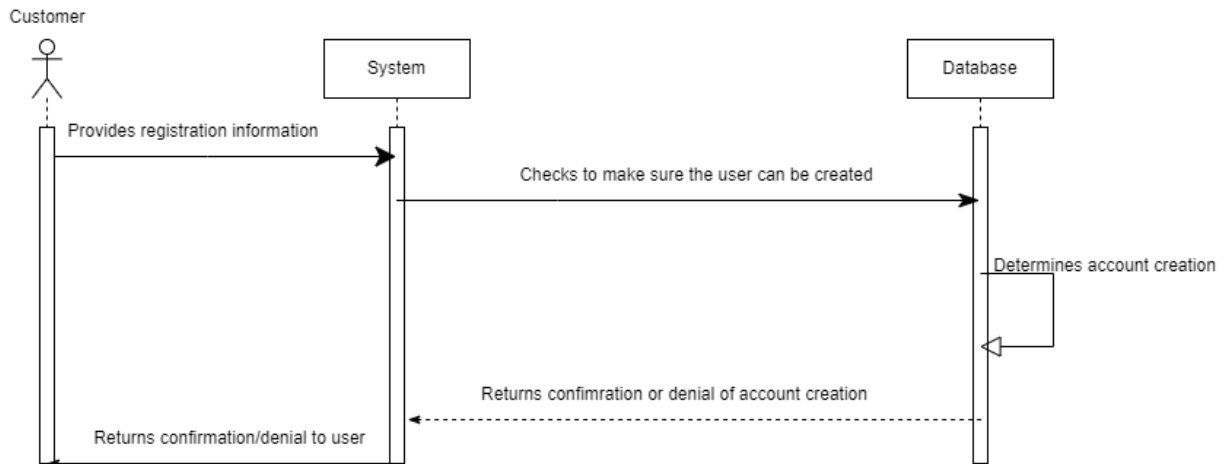 Customer
System
Database
Provides registration information
Checks to make sure the user can be created
Determines account creation
Returns confimration or denial of account creation
Returns confirmation/denial to user